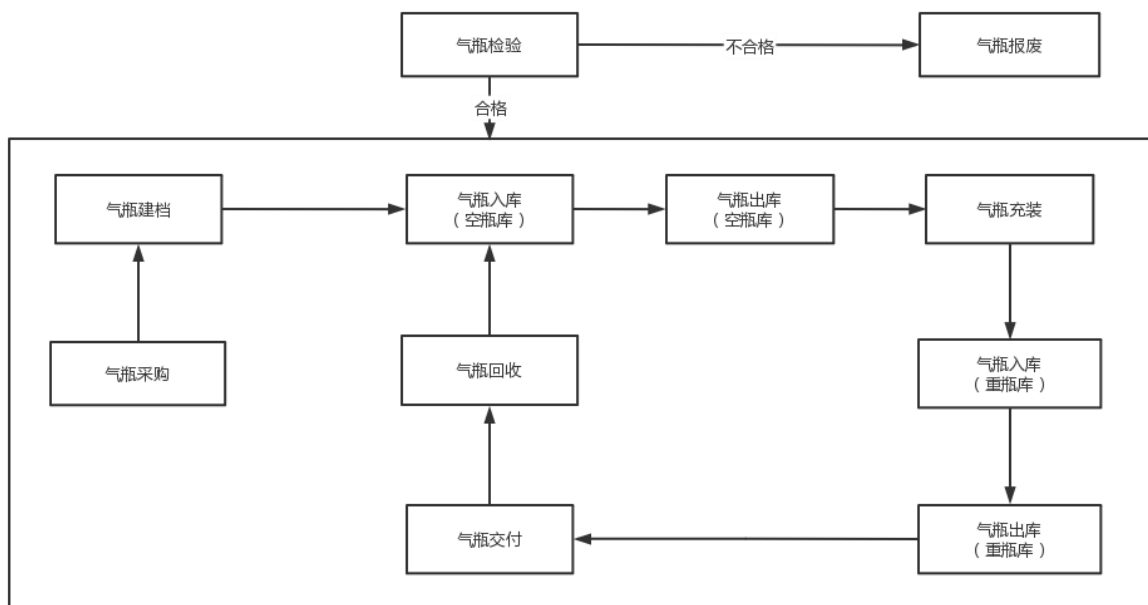 气瓶检验
不合格
气瓶报废
合格
气瓶建档
气瓶入库
（空瓶库）
气瓶出库
（空瓶库）
气瓶充装
气瓶采购
气瓶回收
气瓶入库
（重瓶库）
气瓶交付
气瓶出库
（重瓶库）